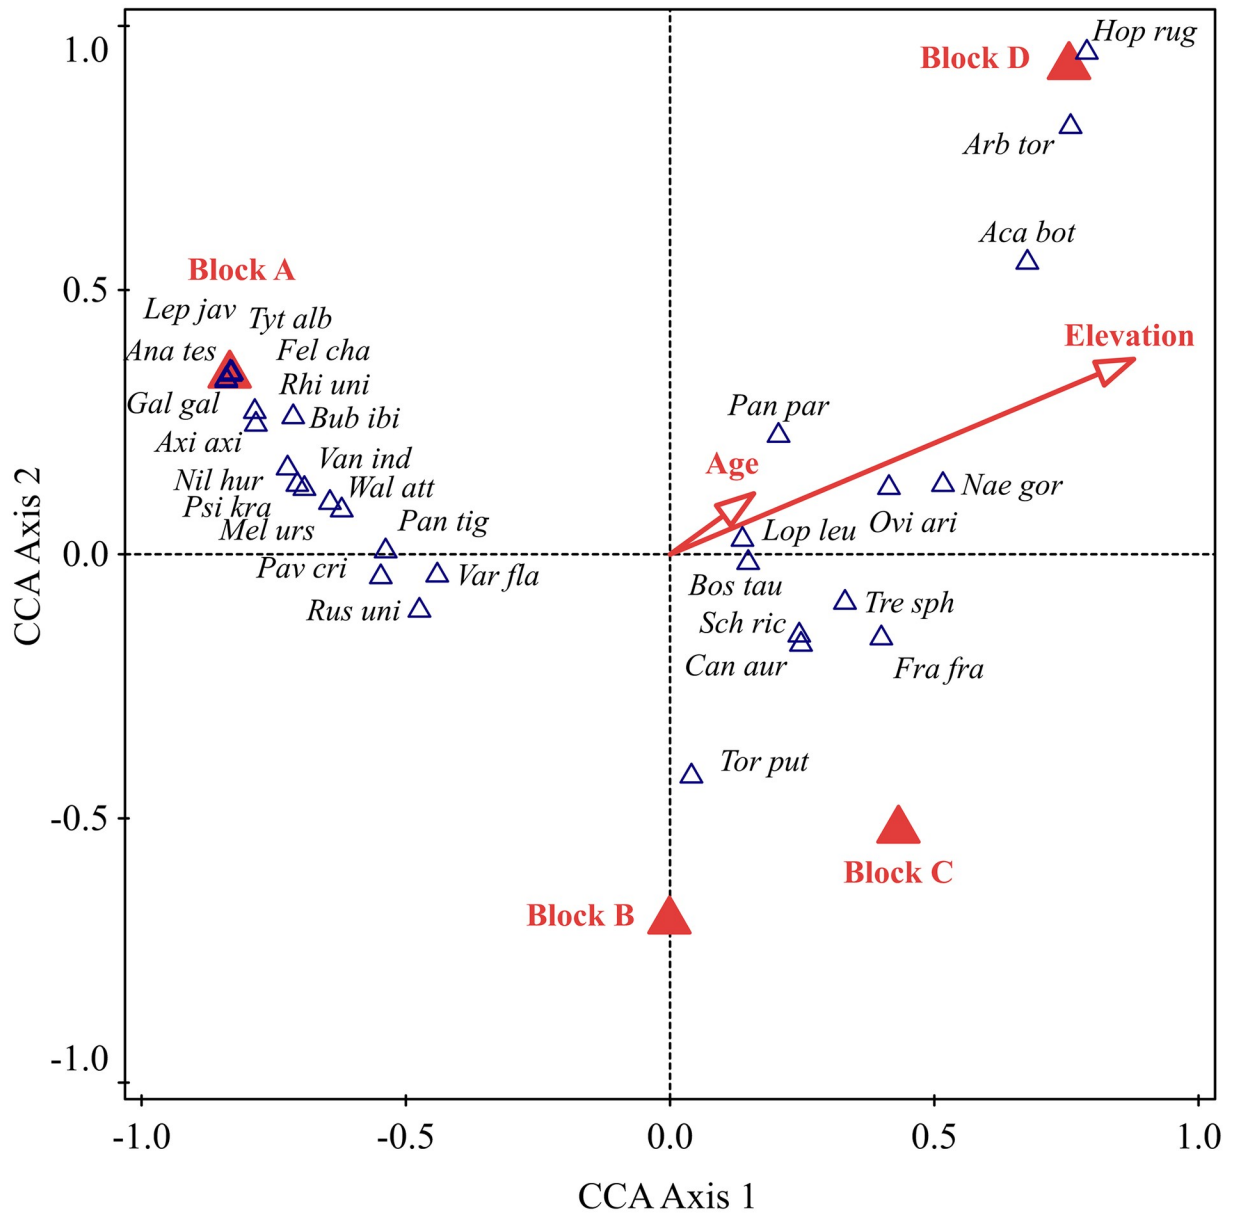 Hop rug
1.0
Block D
Arb tor
Aca bot
Block A
0.5
Lep jav
Tyt alb
Elevation
Ana tes
Fel cha
Rhi uni
Gal gal
Pan par
Bub ibi
Axi axi
Van ind
Age
Nil hur
Wal att
Nae gor
Psi kra
Mel urs
Pan tig
Lop leu
Ovi ari
0.0
Pav cri
Var fla
Bos tau
Rus uni
Tre sph
Sch ric
Can aur
Fra fra
Tor put
-0.5
Block C
Block B
-1.0
CCA Axis 2
-1.0 -0.5 0.0 0.5 1.0
CCA Axis 1